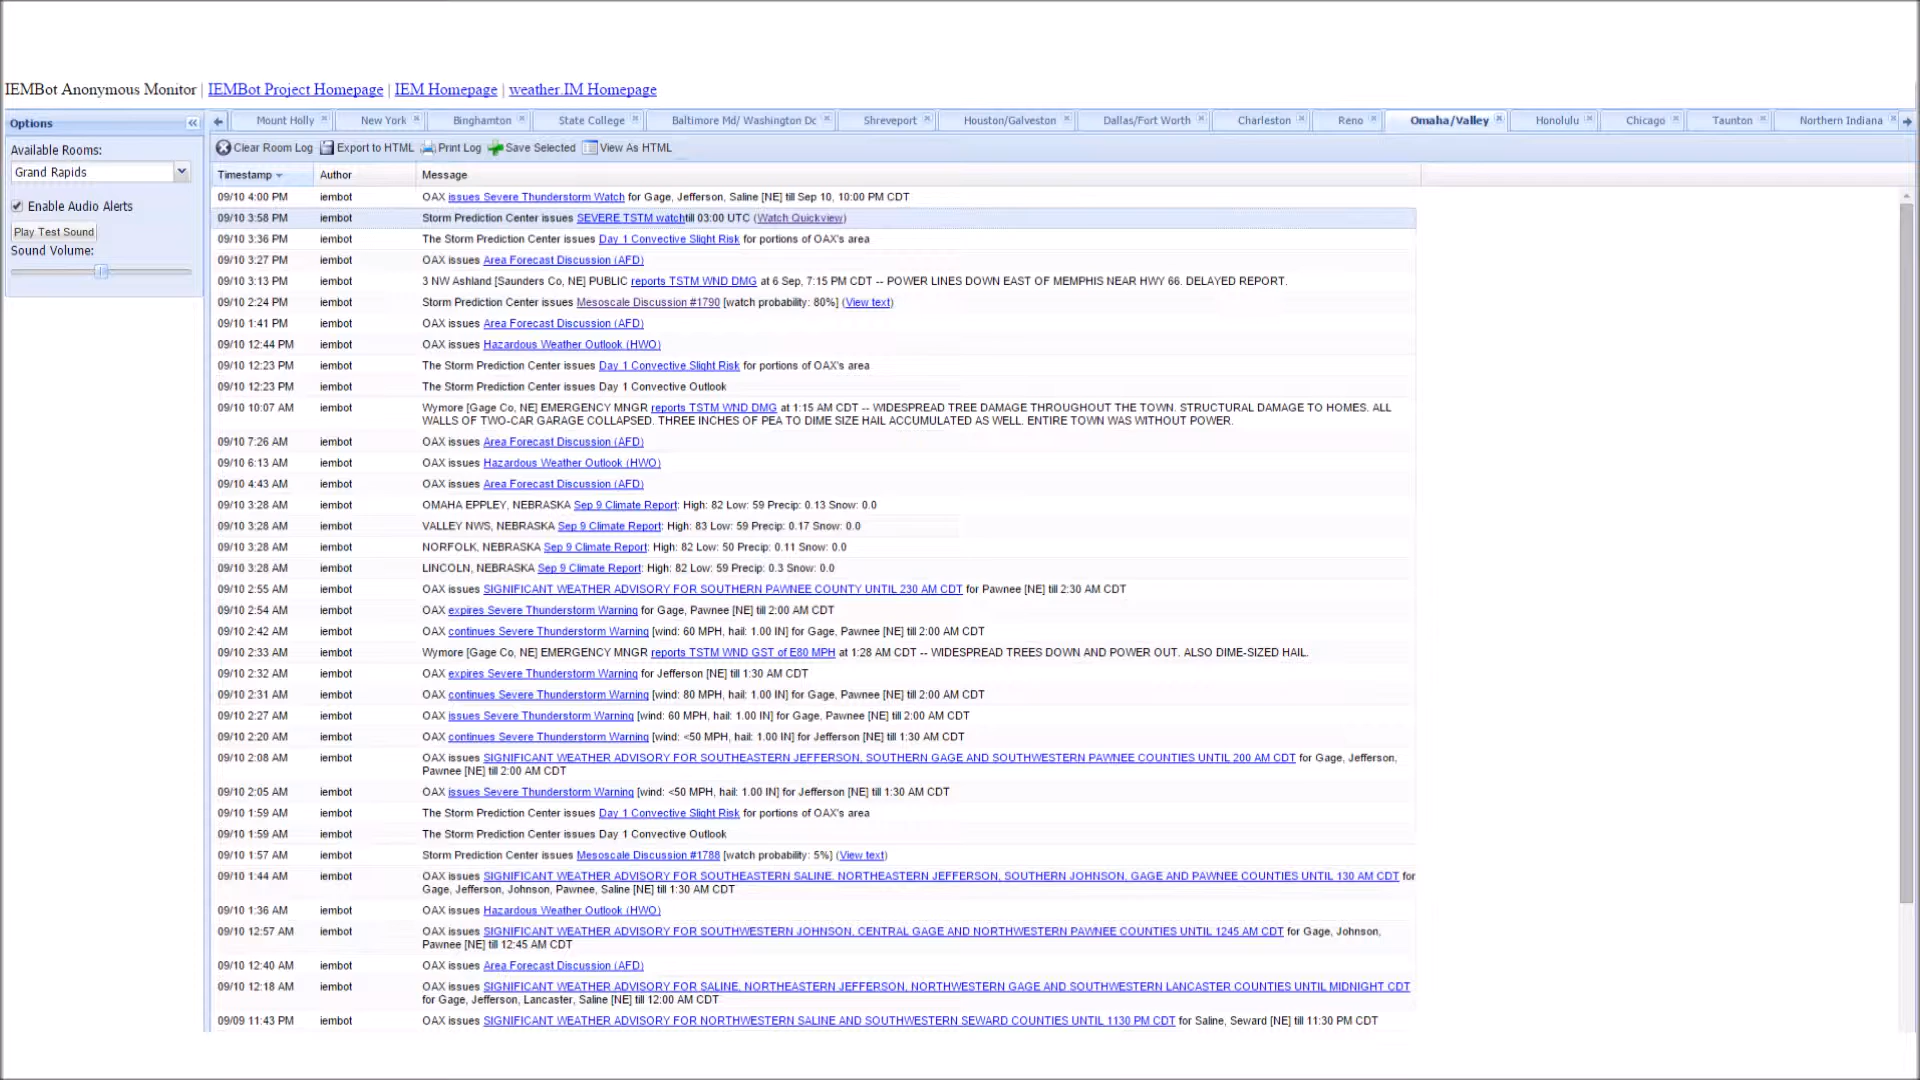 IEMBot Anonymous Monitor | IEMBot Project Homepage | IEM Homepage | weather.IM Homepage
Options
Mount Holly New York Binghamton State College Baltimore Md/ Washington Dc Shreveport Houston/Galveston Dallas/Fort Worth Charleston Reno Omaha/Valley Honolulu Chicago Taunton Northern Indiana
Available Rooms:
Grand Rapids
Enable Audio Alerts
Play Test Sound
Sound Volume:
Clear Room Log Export to HTML Print Log Save Selected View As HTML
Timestamp Author Message
09/10 4:00 PM iembot OAX issues Severe Thunderstorm Watch for Gage, Jefferson, Saline [NE] till Sep 10, 10:00 PM CDT
09/10 3:58 PM iembot Storm Prediction Center issues SEVERE TSTM watchtill 03:00 UTC (Watch Quickview)
09/10 3:36 PM iembot The Storm Prediction Center issues Day 1 Convective Slight Risk for portions of OAX's area
09/10 3:27 PM iembot OAX issues Area Forecast Discussion (AFD)
09/10 3:13 PM iembot 3 NW Ashland [Saunders Co, NE] PUBLIC reports TSTM WND DMG at 6 Sep, 7:15 PM CDT -- POWER LINES DOWN EAST OF MEMPHIS NEAR HWY 66. DELAYED REPORT.
09/10 2:24 PM iembot Storm Prediction Center issues Mesoscale Discussion #1790 [watch probability: 80%] (View text)
09/10 1:41 PM iembot OAX issues Area Forecast Discussion (AFD)
09/10 12:44 PM iembot OAX issues Hazardous Weather Outlook (HWO)
09/10 12:23 PM iembot The Storm Prediction Center issues Day 1 Convective Slight Risk for portions of OAX's area
09/10 12:23 PM iembot The Storm Prediction Center issues Day 1 Convective Outlook
09/10 10:07 AM iembot Wymore [Gage Co, NE] EMERGENCY MNGR reports TSTM WND DMG at 1:15 AM CDT -- WIDESPREAD TREE DAMAGE THROUGHOUT THE TOWN. STRUCTURAL DAMAGE TO HOMES. ALL
WALLS OF TWO-CAR GARAGE COLLAPSED. THREE INCHES OF PEA TO DIME SIZE HAIL ACCUMULATED AS WELL. ENTIRE TOWN WAS WITHOUT POWER.
09/10 7:26 AM iembot OAX issues Area Forecast Discussion (AFD)
09/10 6:13 AM iembot OAX issues Hazardous Weather Outlook (HWO)
09/10 4:43 AM iembot OAX issues Area Forecast Discussion (AFD)
09/10 3:28 AM iembot OMAHA EPPLEY, NEBRASKA Sep 9 Climate Report: High: 82 Low: 59 Precip: 0.13 Snow: 0.0
09/10 3:28 AM iembot VALLEY NWS, NEBRASKA Sep 9 Climate Report: High: 83 Low: 59 Precip: 0.17 Snow: 0.0
09/10 3:28 AM iembot NORFOLK, NEBRASKA Sep 9 Climate Report: High: 82 Low: 50 Precip: 0.11 Snow: 0.0
09/10 3:28 AM iembot LINCOLN, NEBRASKA Sep 9 Climate Report: High: 82 Low: 59 Precip: 0.3 Snow: 0.0
09/10 2:55 AM iembot OAX issues SIGNIFICANT WEATHER ADVISORY FOR SOUTHERN PAWNEE COUNTY UNTIL 230 AM CDT for Pawnee [NE] till 2:30 AM CDT
09/10 2:54 AM iembot OAX expires Severe Thunderstorm Warning for Gage, Pawnee [NE] till 2:00 AM CDT
09/10 2:42 AM iembot OAX continues Severe Thunderstorm Warning [wind: 60 MPH, hail: 1.00 IN] for Gage, Pawnee [NE] till 2:00 AM CDT
09/10 2:33 AM iembot Wymore [Gage Co, NE] EMERGENCY MNGR reports TSTM WND GST of E80 MPH at 1:28 AM CDT -- WIDESPREAD TREES DOWN AND POWER OUT. ALSO DIME-SIZED HAIL.
09/10 2:32 AM iembot OAX expires Severe Thunderstorm Warning for Jefferson [NE] till 1:30 AM CDT
09/10 2:31 AM iembot OAX continues Severe Thunderstorm Warning [wind: 80 MPH, hail: 1.00 IN] for Gage, Pawnee [NE] till 2:00 AM CDT
09/10 2:27 AM iembot OAX issues Severe Thunderstorm Warning [wind: 60 MPH, hail: 1.00 IN] for Gage, Pawnee [NE] till 2:00 AM CDT
09/10 2:20 AM iembot OAX continues Severe Thunderstorm Warning [wind: <50 MPH, hail: 1.00 IN] for Jefferson [NE] till 1:30 AM CDT
09/10 2:08 AM iembot OAX issues SIGNIFICANT WEATHER ADVISORY FOR SOUTHEASTERN JEFFERSON, SOUTHERN GAGE AND SOUTHWESTERN PAWNEE COUNTIES UNTIL 200 AM CDT for Gage, Jefferson,
Pawnee [NE] till 2:00 AM CDT
09/10 2:05 AM iembot OAX issues Severe Thunderstorm Warning [wind: <50 MPH, hail: 1.00 IN] for Jefferson [NE] till 1:30 AM CDT
09/10 1:59 AM iembot The Storm Prediction Center issues Day 1 Convective Slight Risk for portions of OAX's area
09/10 1:59 AM iembot The Storm Prediction Center issues Day 1 Convective Outlook
09/10 1:57 AM iembot Storm Prediction Center issues Mesoscale Discussion #1788 [watch probability: 5%] (View text)
09/10 1:44 AM iembot OAX issues SIGNIFICANT WEATHER ADVISORY FOR SOUTHEASTERN SALINE, NORTHEASTERN JEFFERSON, SOUTHERN JOHNSON, GAGE AND PAWNEE COUNTIES UNTIL 130 AM CDT for
Gage, Jefferson, Johnson, Pawnee, Saline [NE] till 1:30 AM CDT
09/10 1:36 AM iembot OAX issues Hazardous Weather Outlook (HWO)
09/10 12:57 AM iembot OAX issues SIGNIFICANT WEATHER ADVISORY FOR SOUTHWESTERN JOHNSON, CENTRAL GAGE AND NORTHWESTERN PAWNEE COUNTIES UNTIL 1245 AM CDT for Gage, Johnson,
Pawnee [NE] till 12:45 AM CDT
09/10 12:40 AM iembot OAX issues Area Forecast Discussion (AFD)
09/10 12:18 AM iembot OAX issues SIGNIFICANT WEATHER ADVISORY FOR SALINE, NORTHEASTERN JEFFERSON, NORTHWESTERN GAGE AND SOUTHWESTERN LANCASTER COUNTIES UNTIL MIDNIGHT CDT
for Gage, Jefferson, Lancaster, Saline [NE] till 12:00 AM CDT
09/09 11:43 PM iembot OAX issues SIGNIFICANT WEATHER ADVISORY FOR NORTHWESTERN SALINE AND SOUTHWESTERN SEWARD COUNTIES UNTIL 1130 PM CDT for Saline, Seward [NE] till 11:30 PM CDT